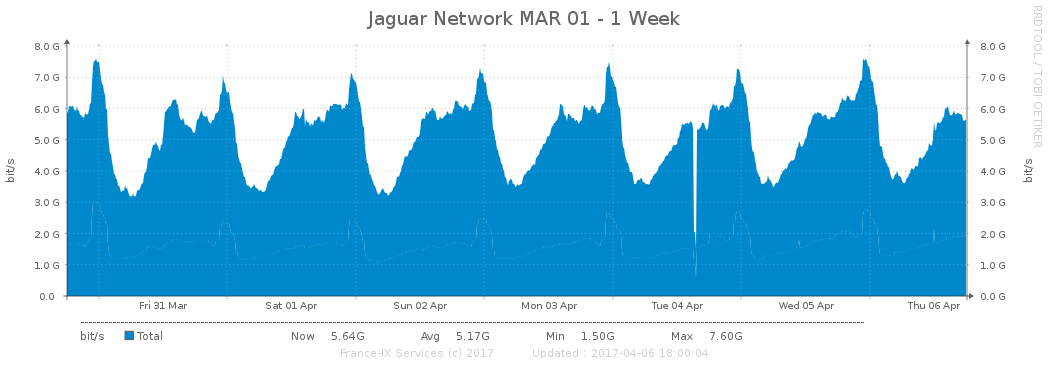 Jaguar Network MAR 01 - 1 Week
RRDTOOL / TOBI OETIKER
bit/s
8.0 G 8.0 G
7.0 G 7.0 G
6.0 G 6.0 G
5.0 G 5.0 G
4.0 G 4.0 G
3.0 G 3.0 G
2.0 G 2.0 G
1.0 G 1.0 G
0.0 0.0 G
bit/s
Fri 31 Mar Sat 01 Apr Sun 02 Apr Mon 03 Apr Tue 04 Apr Wed 05 Apr Thu 06 Apr
bit/s Total Now 5.64G Avg 5.17G Min 1.50G Max 7.60G
France-IX Services (c) 2017 Updated : 2017-04-06 18:00:04